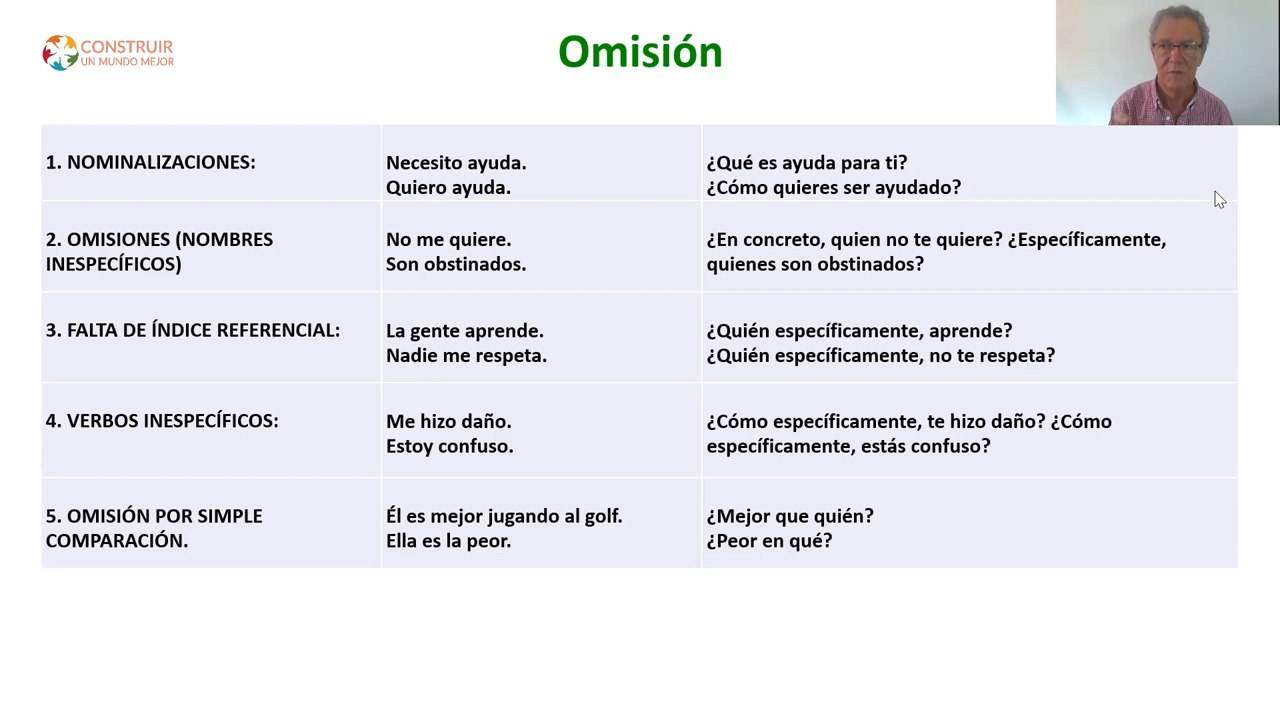 CONSTRUIR
UN MUNDO MEJOR
Omisión
1. NOMINALIZACIONES:
Necesito ayuda.
Quiero ayuda.
¿Qué es ayuda para ti?
¿Cómo quieres ser ayudado?
2. OMISIONES (NOMBRES
INESPECÍFICOS)
No me quiere.
Son obstinados.
¿En concreto, quien no te quiere? ¿Específicamente,
quienes son obstinados?
3. FALTA DE ÍNDICE REFERENCIAL:
La gente aprende.
Nadie me respeta.
¿Quién específicamente, aprende?
¿Quién específicamente, no te respeta?
4. VERBOS INESPECÍFICOS:
Me hizo daño.
Estoy confuso.
¿Cómo específicamente, te hizo daño? ¿Cómo
específicamente, estás confuso?
5. OMISIÓN POR SIMPLE
COMPARACIÓN.
Él es mejor jugando al golf.
Ella es la peor.
¿Mejor que quién?
¿Peor en qué?